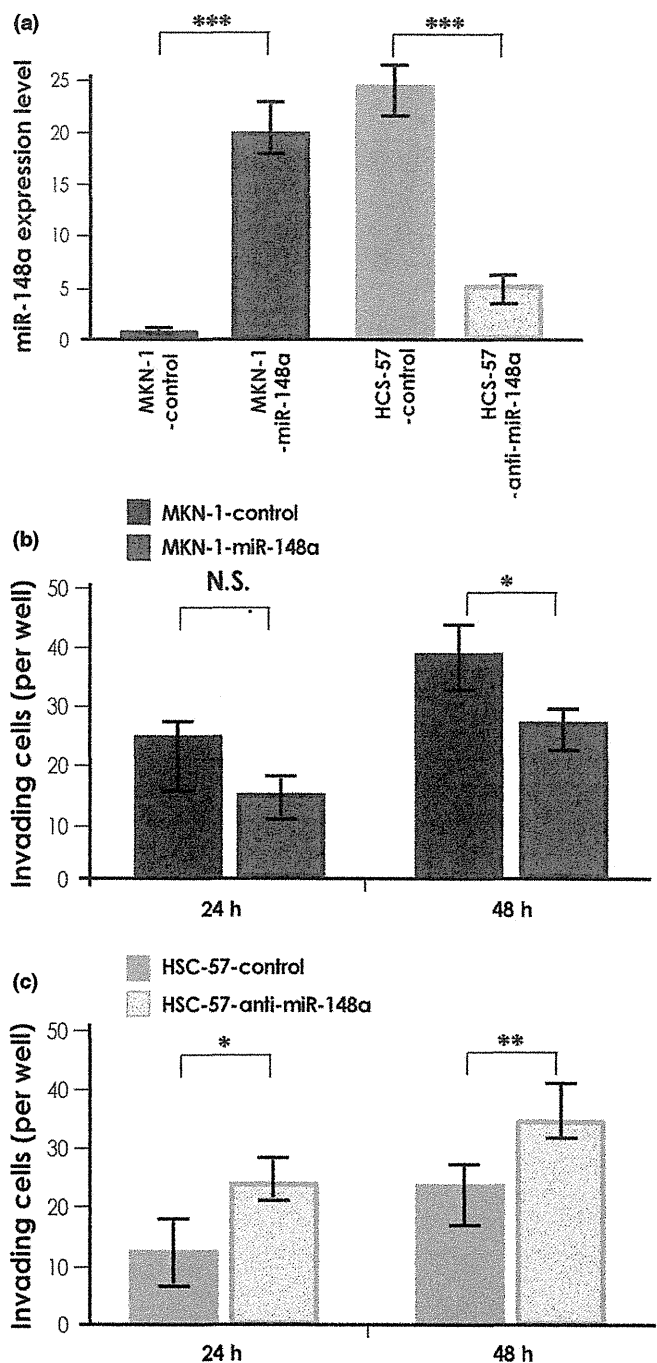 (a)
*** ***
miR-148a expression level
25
20
15
10
5
0
MKN-1
-control
MKN-1
-miR-148a
HCS-57
-control
HCS-57
-anti-miR-148a
MKN-1-control
MKN-1-miR-148a
(b)
Invading cells (per well)
50
40
30
20
10
0
N.S.
*
24 h
48 h
HSC-57-control
HSC-57-anti-miR-148a
(c)
Invading cells (per well)
50
40
30
20
10
0
*
**
24 h
48 h